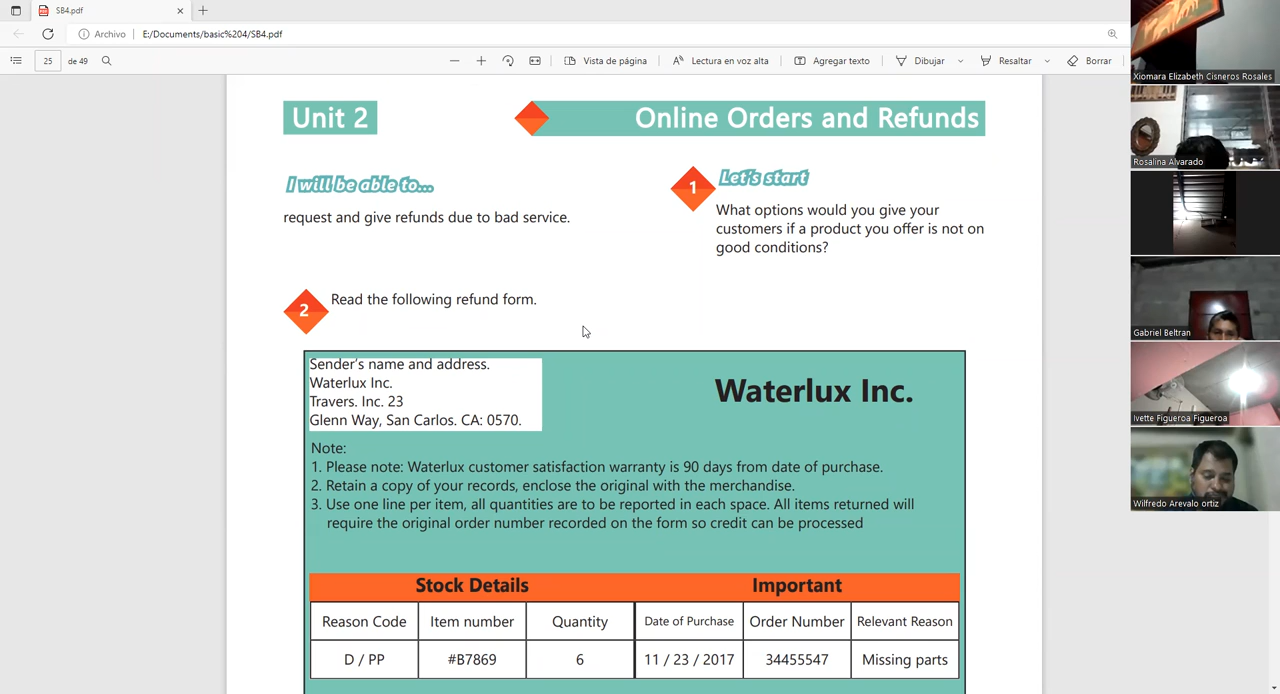 SB4.pdf
Archivo
E:/Documents/basic%204/SB4.pdf
25
de 49
Vista de página
Lectura en voz alta
Agregar texto
Dibujar
Resaltar
Borrar
Unit 2
Online Orders and Refunds
I will be able to...
request and give refunds due to bad service.
1
Let's start
What options would you give your
customers if a product you offer is not on
good conditions?
2
Read the following refund form.
Sender's name and address.
Waterlux Inc.
Travers. Inc. 23
Glenn Way, San Carlos. CA: 0570.
Waterlux Inc.
Note:
1. Please note: Waterlux customer satisfaction warranty is 90 days from date of purchase.
2. Retain a copy of your records, enclose the original with the merchandise.
3. Use one line per item, all quantities are to be reported in each space. All items returned will
require the original order number recorded on the form so credit can be processed
Stock Details
Important
Reason Code
Item number
Quantity
Date of Purchase
Order Number
Relevant Reason
D / PP
#B7869
6
11 / 23 / 2017
34455547
Missing parts
Xiomara Elizabeth Cisneros Rosales
Rosalina Alvarado
Gabriel Beltran
Ivette Figueroa Figueroa
Wilfredo Arevalo ortiz